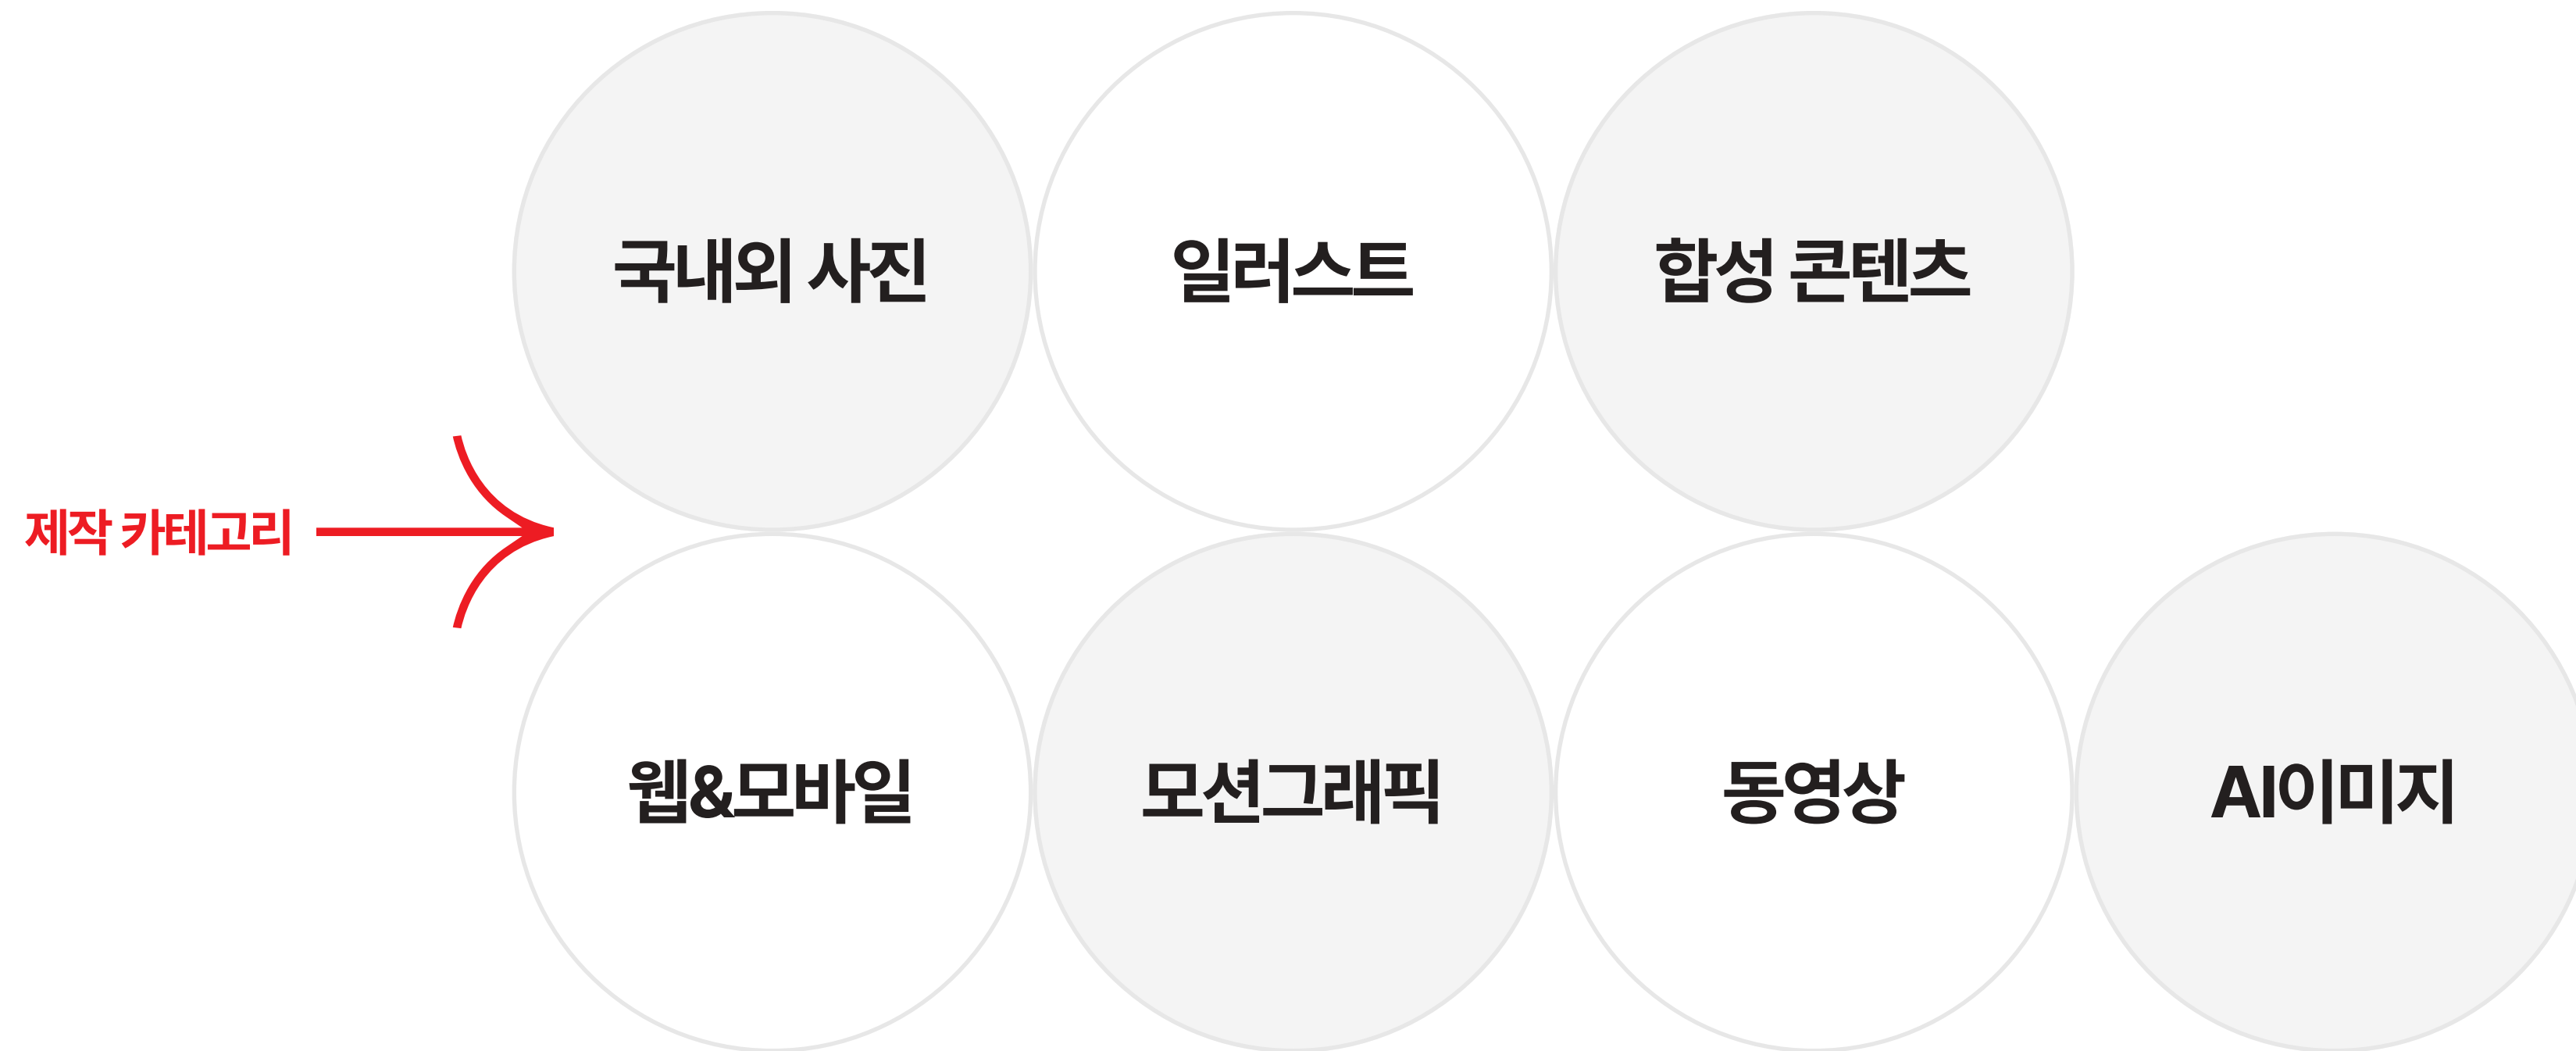 제작 카테고리
국내외 사진
일러스트
합성 콘텐츠
웹&모바일
모션그래픽
동영상
AI이미지